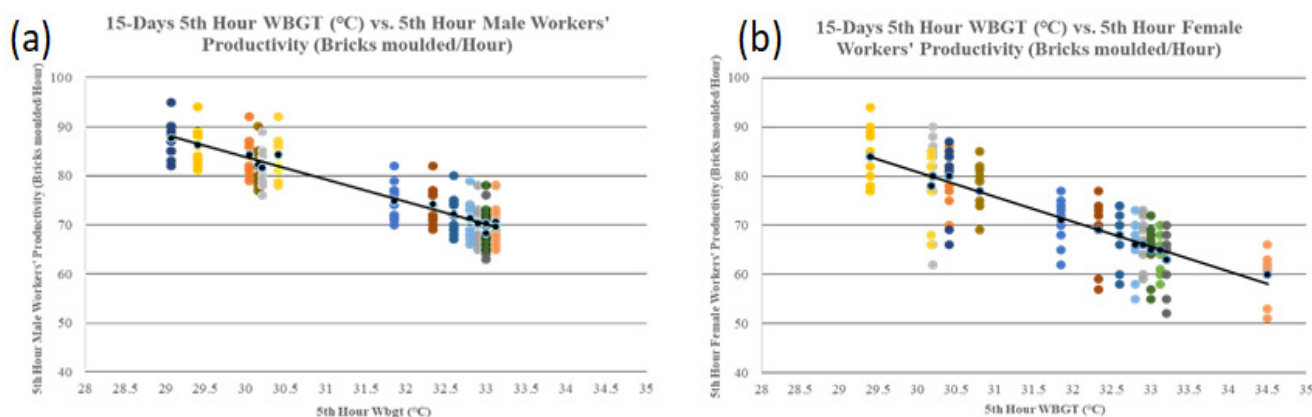 (a)
15-Days 5th Hour WBGT (°C) vs. 5th Hour Male Workers'
Productivity (Bricks moulded/Hour)
5th Hour Male Workers' Productivity (Bricks moulded/Hour)
100
90
80
70
60
50
40
28 28.5 29 29.5 30 30.5 31 31.5 32 32.5 33 33.5 34 34.5 35
5th Hour Wbgt (°C)
(b)
15-Days 5th Hour WBGT (°C) vs. 5th Hour Female
Workers' Productivity (Bricks moulded/Hour)
5th Hour Female Workers' Productivity (Bricks moulded/Hour)
100
90
80
70
60
50
40
28 28.5 29 29.5 30 30.5 31 31.5 32 32.5 33 33.5 34 34.5 35
5th Hour WBGT (°C)